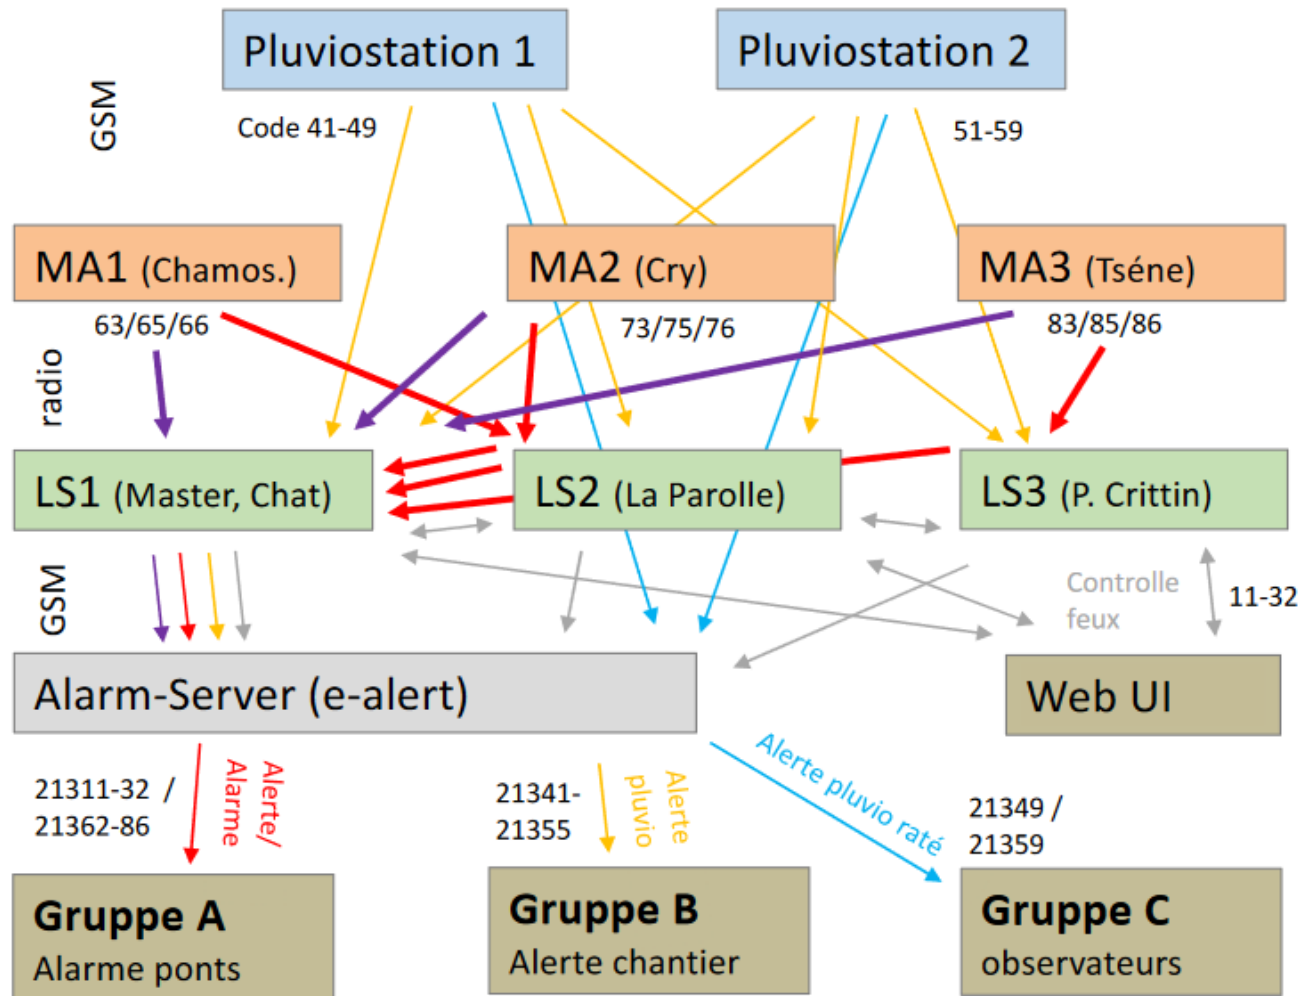 Pluviostation 1
Pluviostation 2
GSM
Code 41-49
51-59
MA1 (Chamos.)
MA2 (Cry)
MA3 (Tséne)
63/65/66
73/75/76
83/85/86
radio
LS1 (Master, Chat)
LS2 (La Parolle)
LS3 (P. Crittin)
GSM
Controlle
feux
11-32
Alarm-Server (e-alert)
Web UI
21311-32 /
21362-86
Alerte/
Alarme
21341-
21355
Alerte
pluvio
Alerte pluvio raté
21349 /
21359
Gruppe A
Alarme ponts
Gruppe B
Alerte chantier
Gruppe C
observateurs